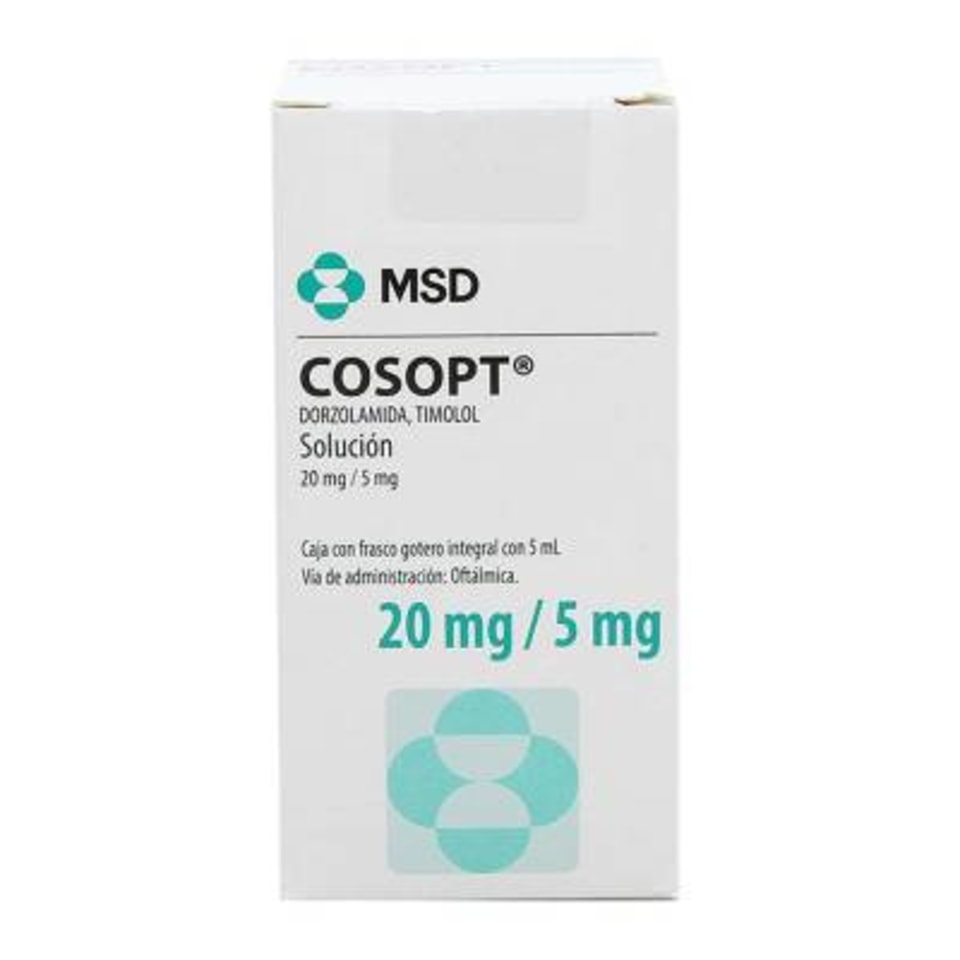 MSD
COSOPT®
DORZOLAMIDA, TIMOLOL
Solución
20 mg / 5 mg
Caja con frasco gotero integral con 5 mL
Vía de administración: Oftálmica.
20 mg / 5 mg